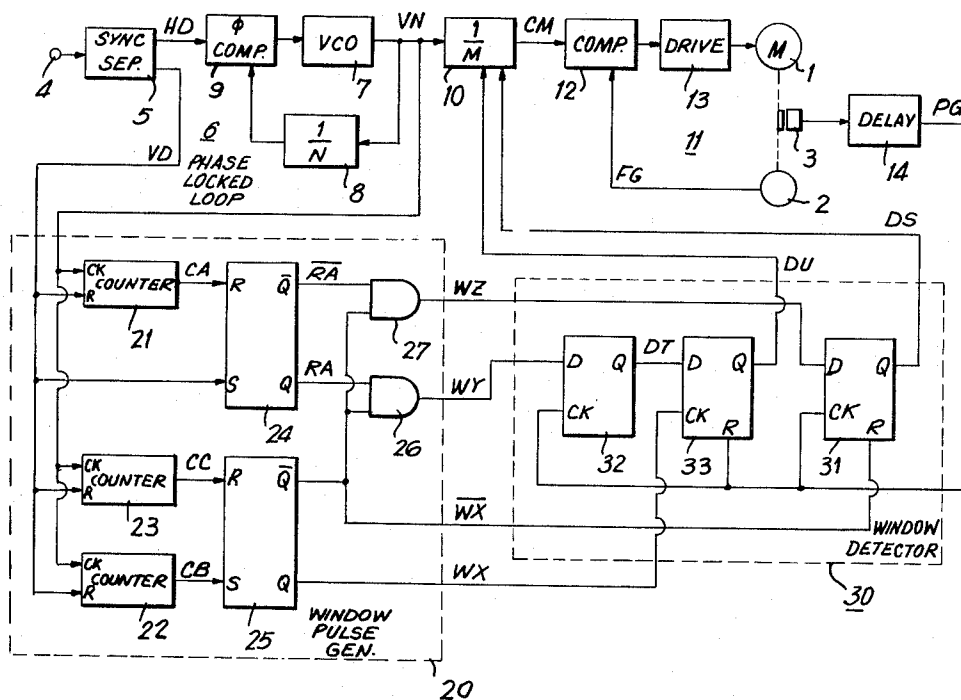 HD
VN
CM
SYNC SEP.
Φ COMP.
VCO
1/M
COMP.
DRIVE
M
1
4
5
9
7
10
12
13
6
PHASE LOCKED LOOP
1/N
8
11
3
DELAY
PG
14
VD
FG
2
DS
DU
CK
COUNTER
R
CA
21
R
Q̅
S
Q
24
R̅A̅
27
WZ
RA
26
WY
D
Q
CK
32
DT
D
Q
CK
R
33
D
Q
CK
R
31
CK
COUNTER
R
CC
23
R
Q̅
S
Q
25
W̅X̅
WX
CK
COUNTER
R
CB
22
WINDOW PULSE GEN.
20
WINDOW DETECTOR
30